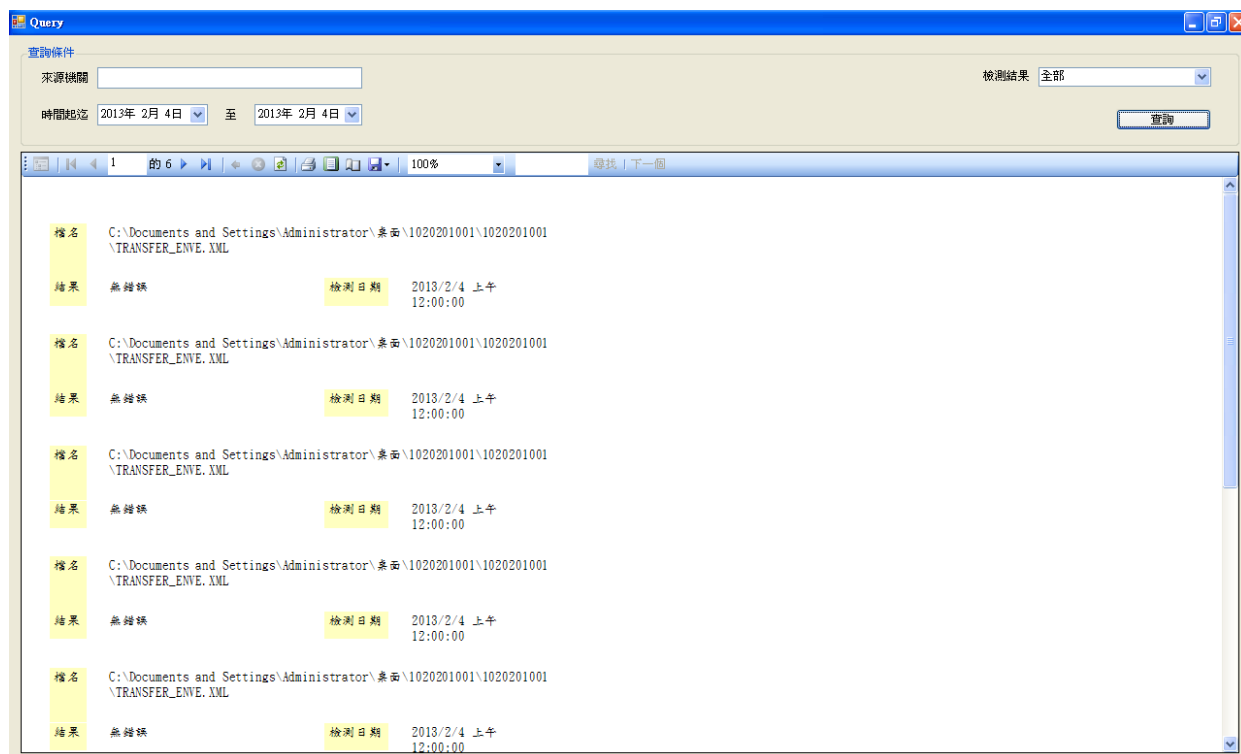 Query
查詢條件
來源機關
檢測結果 全部
時間起迄 2013年 2月 4日 至 2013年 2月 4日
查詢
1 的 6 100% 尋找 | 下一個
檔名 C:\Documents and Settings\Administrator\桌面\1020201001\1020201001
\TRANSFER_ENVE.XML
結果 無錯誤 檢測日期 2013/2/4 上午
12:00:00
檔名 C:\Documents and Settings\Administrator\桌面\1020201001\1020201001
\TRANSFER_ENVE.XML
結果 無錯誤 檢測日期 2013/2/4 上午
12:00:00
檔名 C:\Documents and Settings\Administrator\桌面\1020201001\1020201001
\TRANSFER_ENVE.XML
結果 無錯誤 檢測日期 2013/2/4 上午
12:00:00
檔名 C:\Documents and Settings\Administrator\桌面\1020201001\1020201001
\TRANSFER_ENVE.XML
結果 無錯誤 檢測日期 2013/2/4 上午
12:00:00
檔名 C:\Documents and Settings\Administrator\桌面\1020201001\1020201001
\TRANSFER_ENVE.XML
結果 無錯誤 檢測日期 2013/2/4 上午
12:00:00